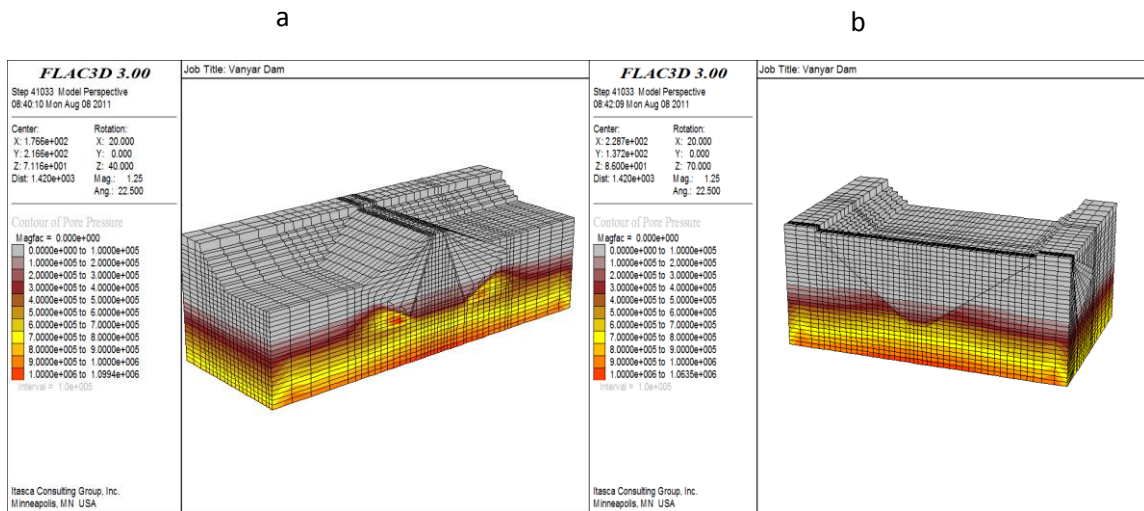 a
b
FLAC3D 3.00
Step 41033 Model Perspective
08:40:10 Mon Aug 08 2011
Center:
X: 1.766e+002
Y: 2.166e+002
Z: 7.116e+001
Dist: 1.420e+003
Rotation:
X: 20.000
Y: 0.000
Z: 40.000
Mag.: 1.25
Ang.: 22.500
Contour of Pore Pressure
Magfac = 0.000e+000
0.0000e+000 to 1.0000e+005
1.0000e+005 to 2.0000e+005
2.0000e+005 to 3.0000e+005
3.0000e+005 to 4.0000e+005
4.0000e+005 to 5.0000e+005
5.0000e+005 to 6.0000e+005
6.0000e+005 to 7.0000e+005
7.0000e+005 to 8.0000e+005
8.0000e+005 to 9.0000e+005
9.0000e+005 to 1.0000e+006
1.0000e+006 to 1.0994e+006
Interval = 1.0e+005
Itasca Consulting Group, Inc.
Minneapolis, MN USA
Job Title: Vanyar Dam
FLAC3D 3.00
Step 41033 Model Perspective
08:42:09 Mon Aug 08 2011
Center:
X: 2.287e+002
Y: 1.372e+002
Z: 8.600e+001
Dist: 1.420e+003
Rotation:
X: 20.000
Y: 0.000
Z: 70.000
Mag.: 1.25
Ang.: 22.500
Contour of Pore Pressure
Magfac = 0.000e+000
0.0000e+000 to 1.0000e+005
1.0000e+005 to 2.0000e+005
2.0000e+005 to 3.0000e+005
3.0000e+005 to 4.0000e+005
4.0000e+005 to 5.0000e+005
5.0000e+005 to 6.0000e+005
6.0000e+005 to 7.0000e+005
7.0000e+005 to 8.0000e+005
8.0000e+005 to 9.0000e+005
9.0000e+005 to 1.0000e+006
1.0000e+006 to 1.0635e+006
Interval = 1.0e+005
Itasca Consulting Group, Inc.
Minneapolis, MN USA
Job Title: Vanyar Dam